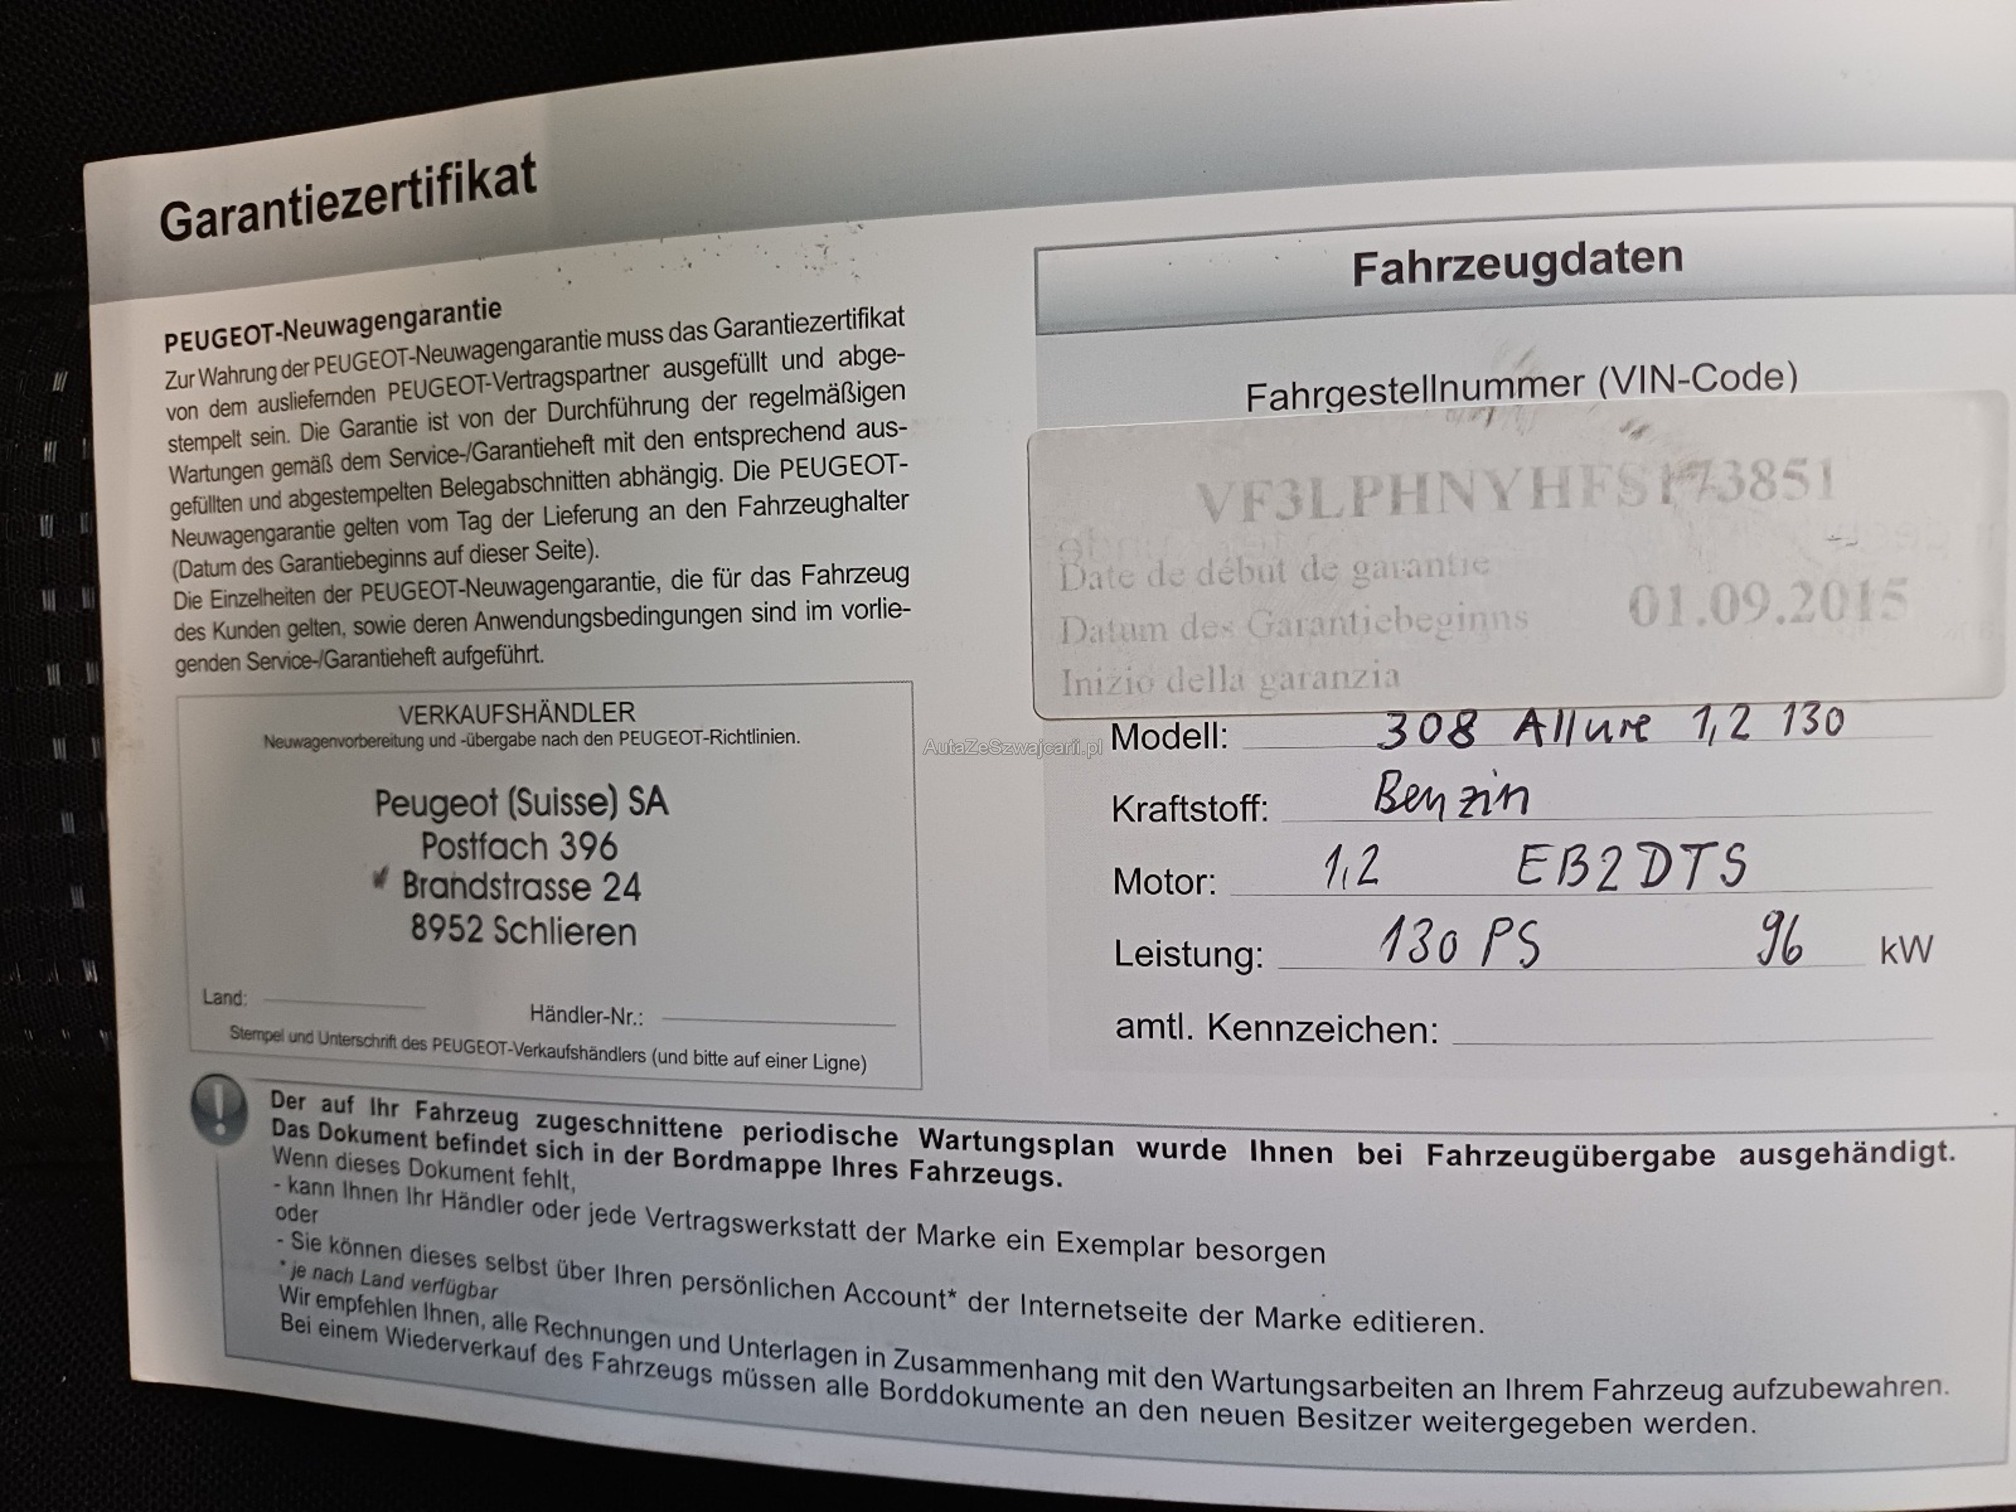 Garantiezertifikat
PEUGEOT-Neuwagengarantie
Zur Wahrung der PEUGEOT-Neuwagengarantie muss das Garantiezertifikat
von dem ausliefernden PEUGEOT-Vertragspartner ausgefüllt und abge-
stempelt sein. Die Garantie ist von der Durchführung der regelmäßigen
Wartungen gemäß dem Service-/Garantieheft mit den entsprechend aus-
gefüllten und abgestempelten Belegabschnitten abhängig. Die PEUGEOT-
Neuwagengarantie gelten vom Tag der Lieferung an den Fahrzeughalter
(Datum des Garantiebeginns auf dieser Seite).
Die Einzelheiten der PEUGEOT-Neuwagengarantie, die für das Fahrzeug
des Kunden gelten, sowie deren Anwendungsbedingungen sind im vorlie-
genden Service-/Garantieheft aufgeführt.
VERKAUFSHÄNDLER
Neuwagenvorbereitung und -übergabe nach den PEUGEOT-Richtlinien.
Peugeot (Suisse) SA
Postfach 396
Brandstrasse 24
8952 Schlieren
Land:
Händler-Nr.:
Stempel und Unterschrift des PEUGEOT-Verkaufshändlers (und bitte auf einer Ligne)
Fahrzeugdaten
Fahrgestellnummer (VIN-Code)
VF3LPHNYHFS173851
Date de début de garantie
Datum des Garantiebeginns 01.09.2015
Inizio della garanzia
AutaZeSzwajcarii.pl
Modell: 308 Allure 1,2 130
Kraftstoff: Benzin
Motor: 1,2 EB2DTS
Leistung: 130 PS 96 kW
amtl. Kennzeichen:
Der auf Ihr Fahrzeug zugeschnittene periodische Wartungsplan wurde Ihnen bei Fahrzeugübergabe ausgehändigt.
Das Dokument befindet sich in der Bordmappe Ihres Fahrzeugs.
Wenn dieses Dokument fehlt,
- kann Ihnen Ihr Händler oder jede Vertragswerkstatt der Marke ein Exemplar besorgen
oder
- Sie können dieses selbst über Ihren persönlichen Account* der Internetseite der Marke editieren.
* je nach Land verfügbar
Wir empfehlen Ihnen, alle Rechnungen und Unterlagen in Zusammenhang mit den Wartungsarbeiten an Ihrem Fahrzeug aufzubewahren.
Bei einem Wiederverkauf des Fahrzeugs müssen alle Borddokumente an den neuen Besitzer weitergegeben werden.